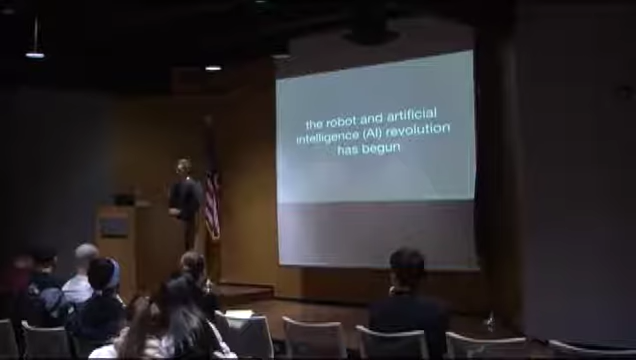 the robot and artificial
intelligence (AI) revolution
has begun